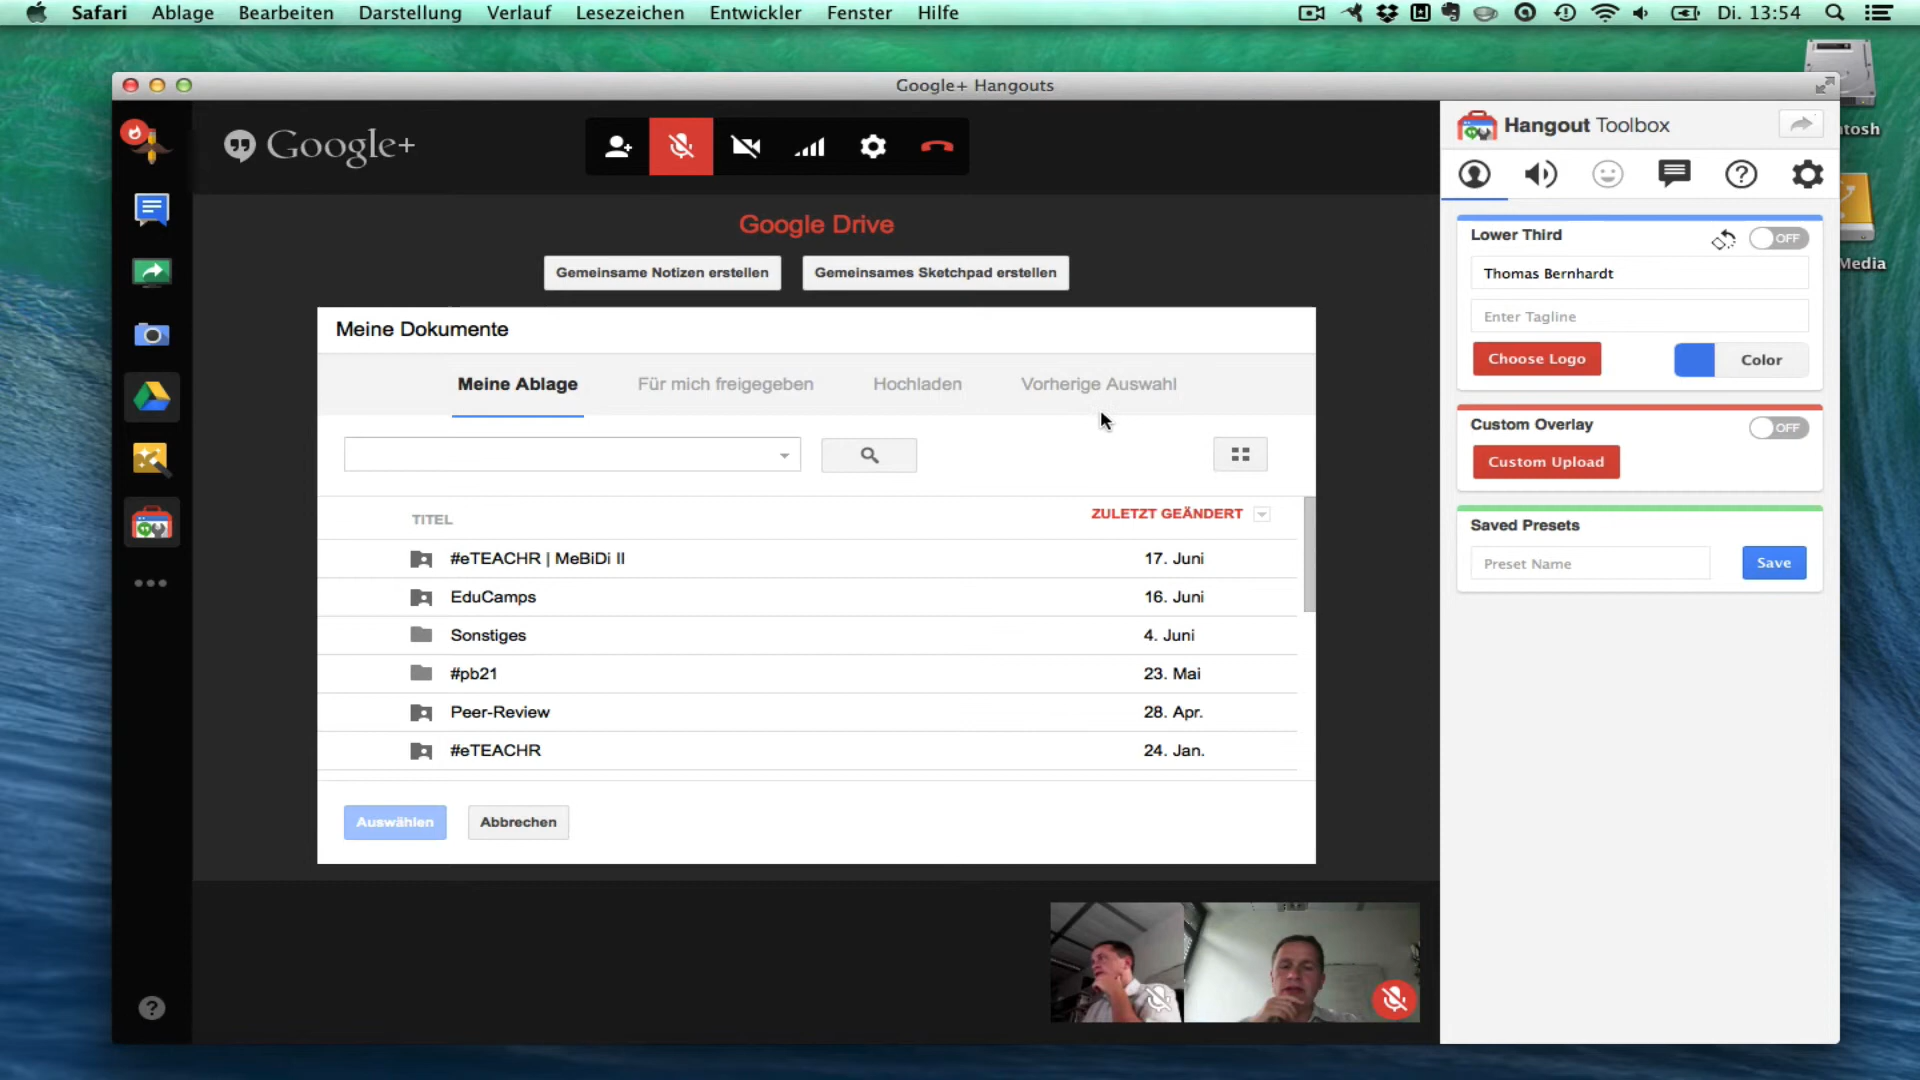 Safari Ablage Bearbeiten Darstellung Verlauf Lesezeichen Entwickler Fenster Hilfe Di. 13:54
Google+ Hangouts
Google+
Hangout Toolbox
tosh
Media
Google Drive
Gemeinsame Notizen erstellen Gemeinsames Sketchpad erstellen
Meine Dokumente
Meine Ablage Für mich freigegeben Hochladen Vorherige Auswahl
TITEL ZULETZT GEÄNDERT
#eTEACHR | MeBiDi II 17. Juni
EduCamps 16. Juni
Sonstiges 4. Juni
#pb21 23. Mai
Peer-Review 28. Apr.
#eTEACHR 24. Jan.
Auswählen Abbrechen
Lower Third OFF
Thomas Bernhardt
Enter Tagline
Choose Logo Color
Custom Overlay OFF
Custom Upload
Saved Presets
Preset Name Save